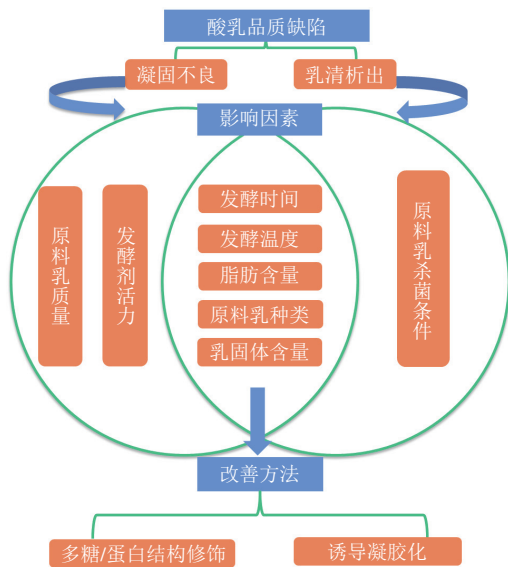 酸乳品质缺陷
凝固不良
乳清析出
影响因素
原料乳质量
发酵剂活力
发酵时间
发酵温度
脂肪含量
原料乳种类
乳固体含量
原料乳杀菌条件
改善方法
多糖/蛋白结构修饰
诱导凝胶化